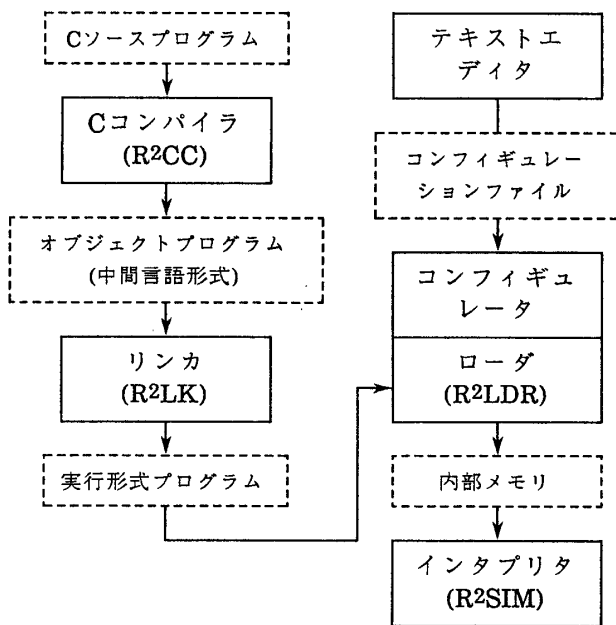 Cソースプログラム
Cコンパイラ
(R²CC)
オブジェクトプログラム
(中間言語形式)
リンカ
(R²LK)
実行形式プログラム
テキストエ
ディタ
コンフィギュレー
ションファイル
コンフィギュ
レータ
ローダ
(R²LDR)
内部メモリ
インタプリタ
(R²SIM)